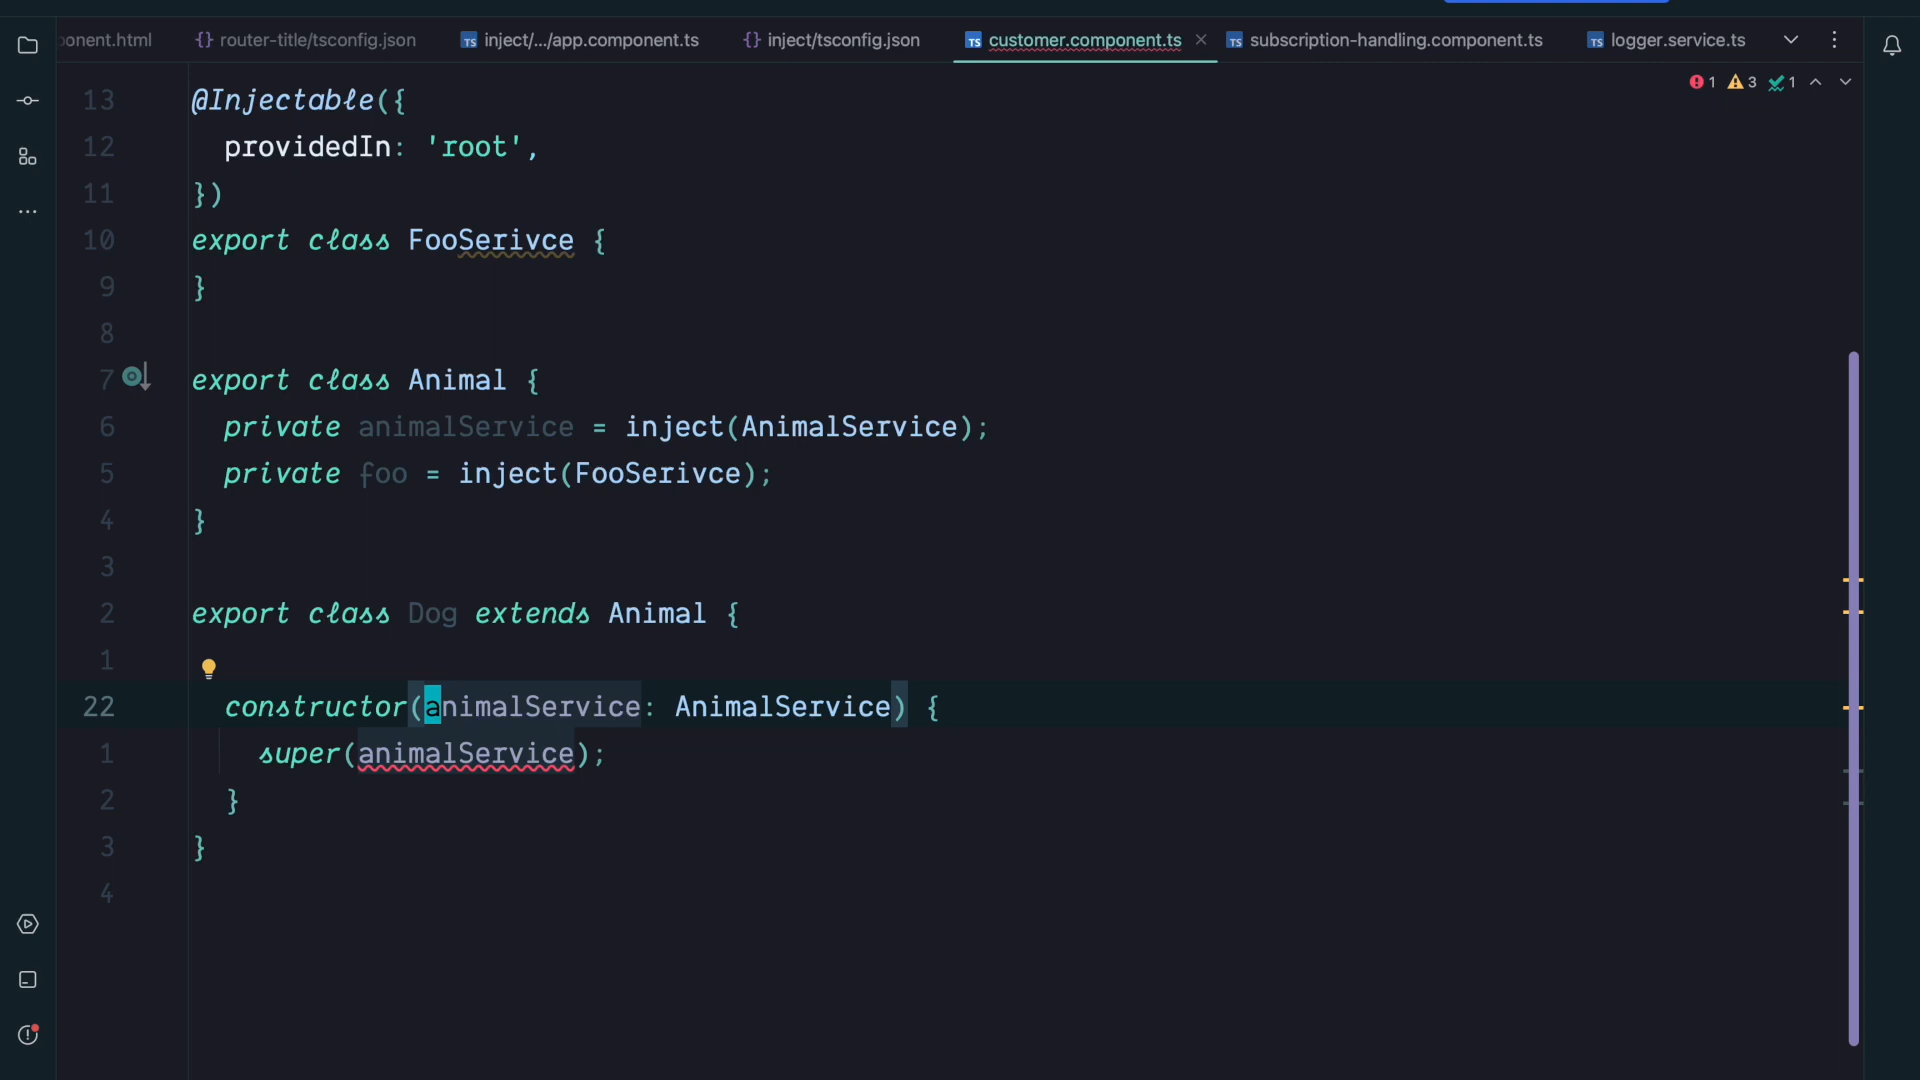 onent.html
{} router-title/tsconfig.json
TS inject/.../app.component.ts
{} inject/tsconfig.json
TS customer.component.ts
TS subscription-handling.component.ts
TS logger.service.ts
1 3 1
13 @Injectable({
12 providedIn: 'root',
11 })
10 export class FooSerivce {
9 }
8
7 export class Animal {
6 private animalService = inject(AnimalService);
5 private foo = inject(FooSerivce);
4 }
3
2 export class Dog extends Animal {
1
22 constructor(animalService: AnimalService) {
1 super(animalService);
2 }
3 }
4